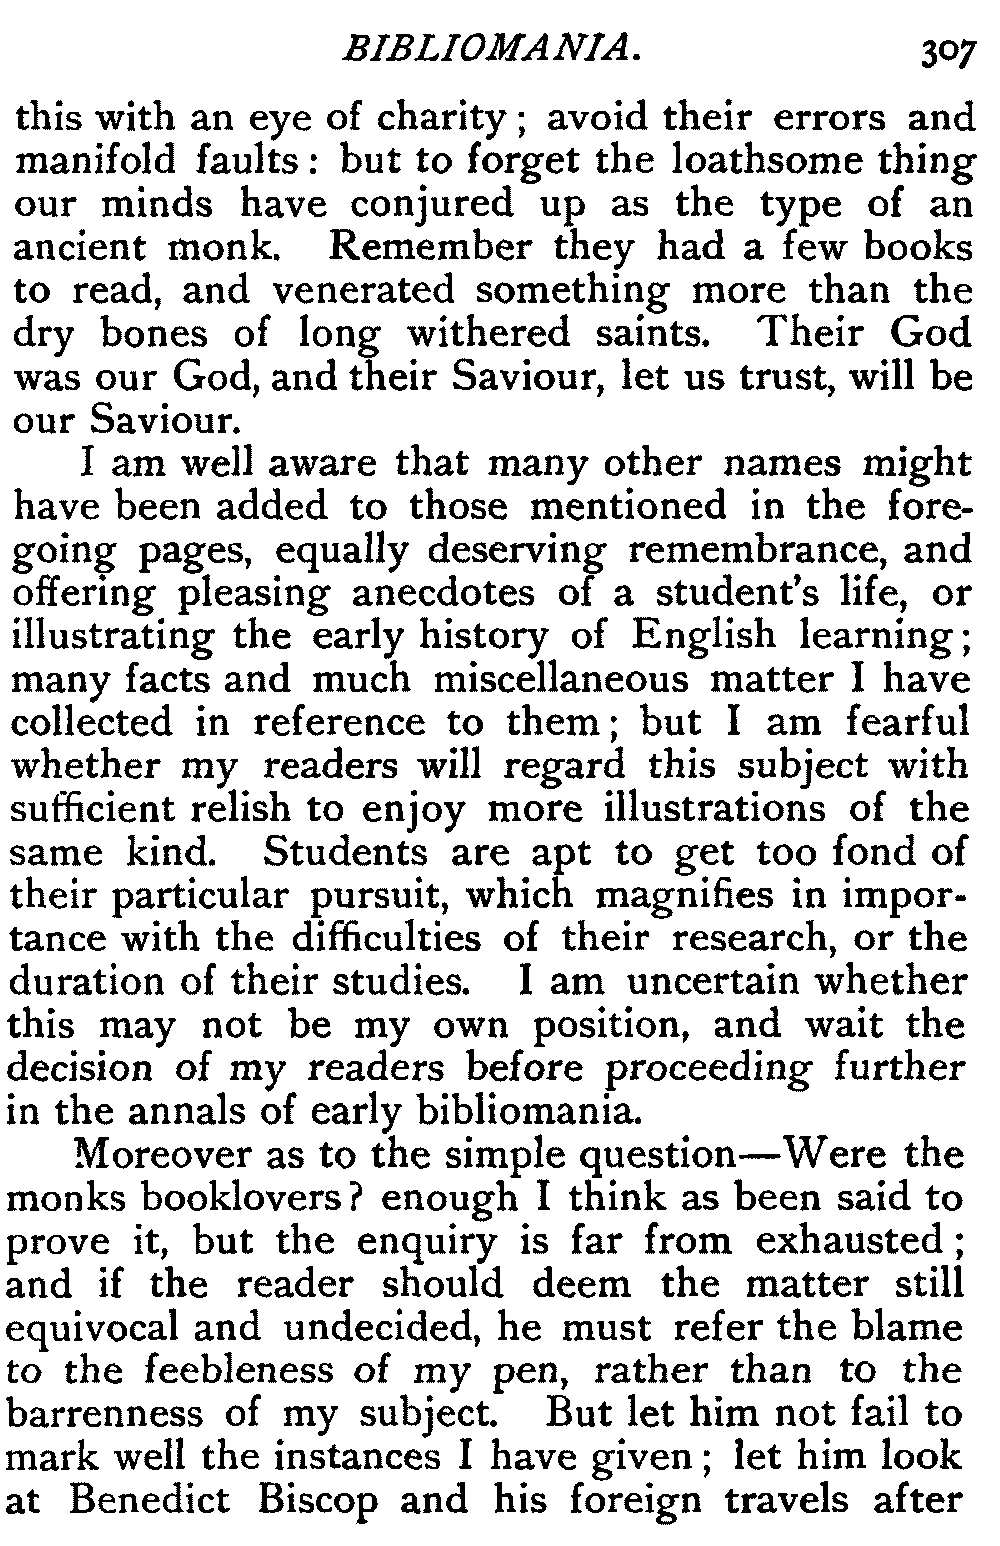 BIBLIOMANIA. 307
this with an eye of charity; avoid their errors and
manifold faults: but to forget the loathsome thing
our minds have conjured up as the type of an
ancient monk. Remember they had a few books
to read, and venerated something more than the
dry bones of long withered saints. Their God
was our God, and their Saviour, let us trust, will be
our Saviour.
I am well aware that many other names might
have been added to those mentioned in the fore-
going pages, equally deserving remembrance, and
offering pleasing anecdotes of a student's life, or
illustrating the early history of English learning;
many facts and much miscellaneous matter I have
collected in reference to them; but I am fearful
whether my readers will regard this subject with
sufficient relish to enjoy more illustrations of the
same kind. Students are apt to get too fond of
their particular pursuit, which magnifies in impor-
tance with the difficulties of their research, or the
duration of their studies. I am uncertain whether
this may not be my own position, and wait the
decision of my readers before proceeding further
in the annals of early bibliomania.
Moreover as to the simple question—Were the
monks booklovers? enough I think as been said to
prove it, but the enquiry is far from exhausted;
and if the reader should deem the matter still
equivocal and undecided, he must refer the blame
to the feebleness of my pen, rather than to the
barrenness of my subject. But let him not fail to
mark well the instances I have given; let him look
at Benedict Biscop and his foreign travels after